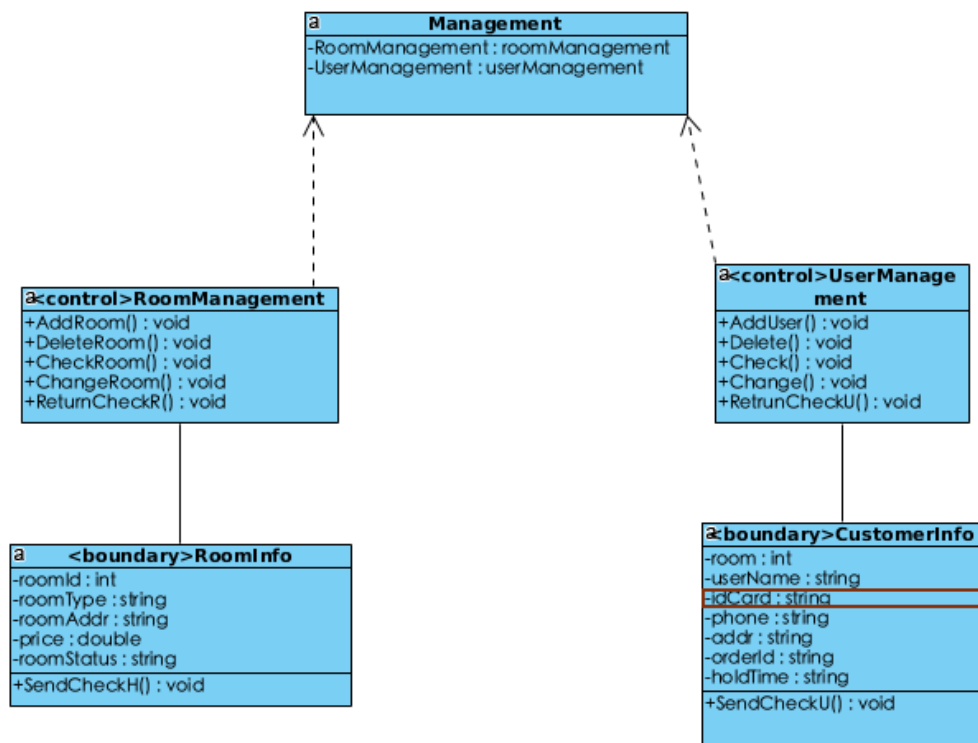 a Management
-RoomManagement : roomManagement
-UserManagement : userManagement
a <control>RoomManagement
+AddRoom() : void
+DeleteRoom() : void
+CheckRoom() : void
+ChangeRoom() : void
+ReturnCheckR() : void
a <control>UserManage
ment
+AddUser() : void
+Delete() : void
+Check() : void
+Change() : void
+RetrunCheckU() : void
a <boundary>RoomInfo
-roomId : int
-roomType : string
-roomAddr : string
-price : double
-roomStatus : string
+SendCheckH() : void
a <boundary>CustomerInfo
-room : int
-userName : string
-idCard : string
-phone : string
-addr : string
-orderId : string
-holdTime : string
+SendCheckU() : void